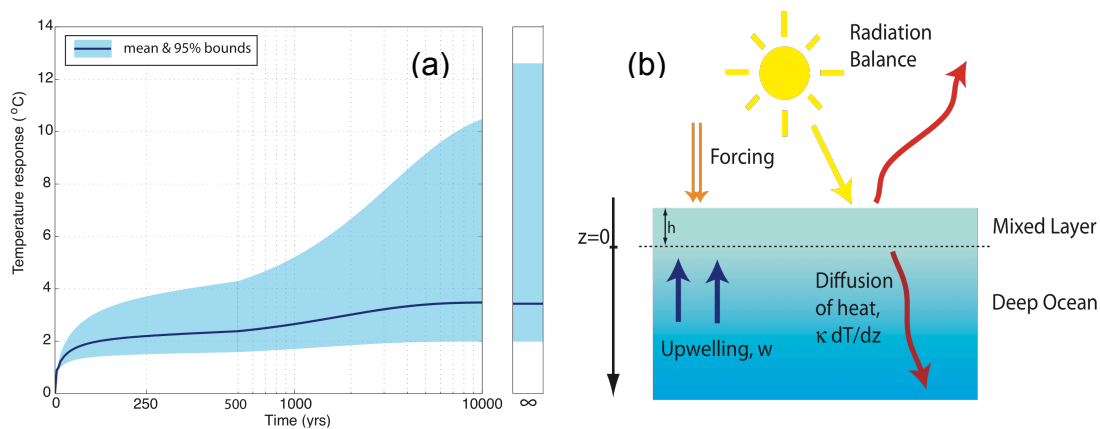 14
12
10
8
6
4
2
0
Temperature response (°C)
mean & 95% bounds
(a)
0
250
500
1000
10000
∞
Time (yrs)
(b)
Radiation
Balance
Forcing
h
z=0
Mixed Layer
Deep Ocean
Upwelling, w
Diffusion
of heat,
κ dT/dz